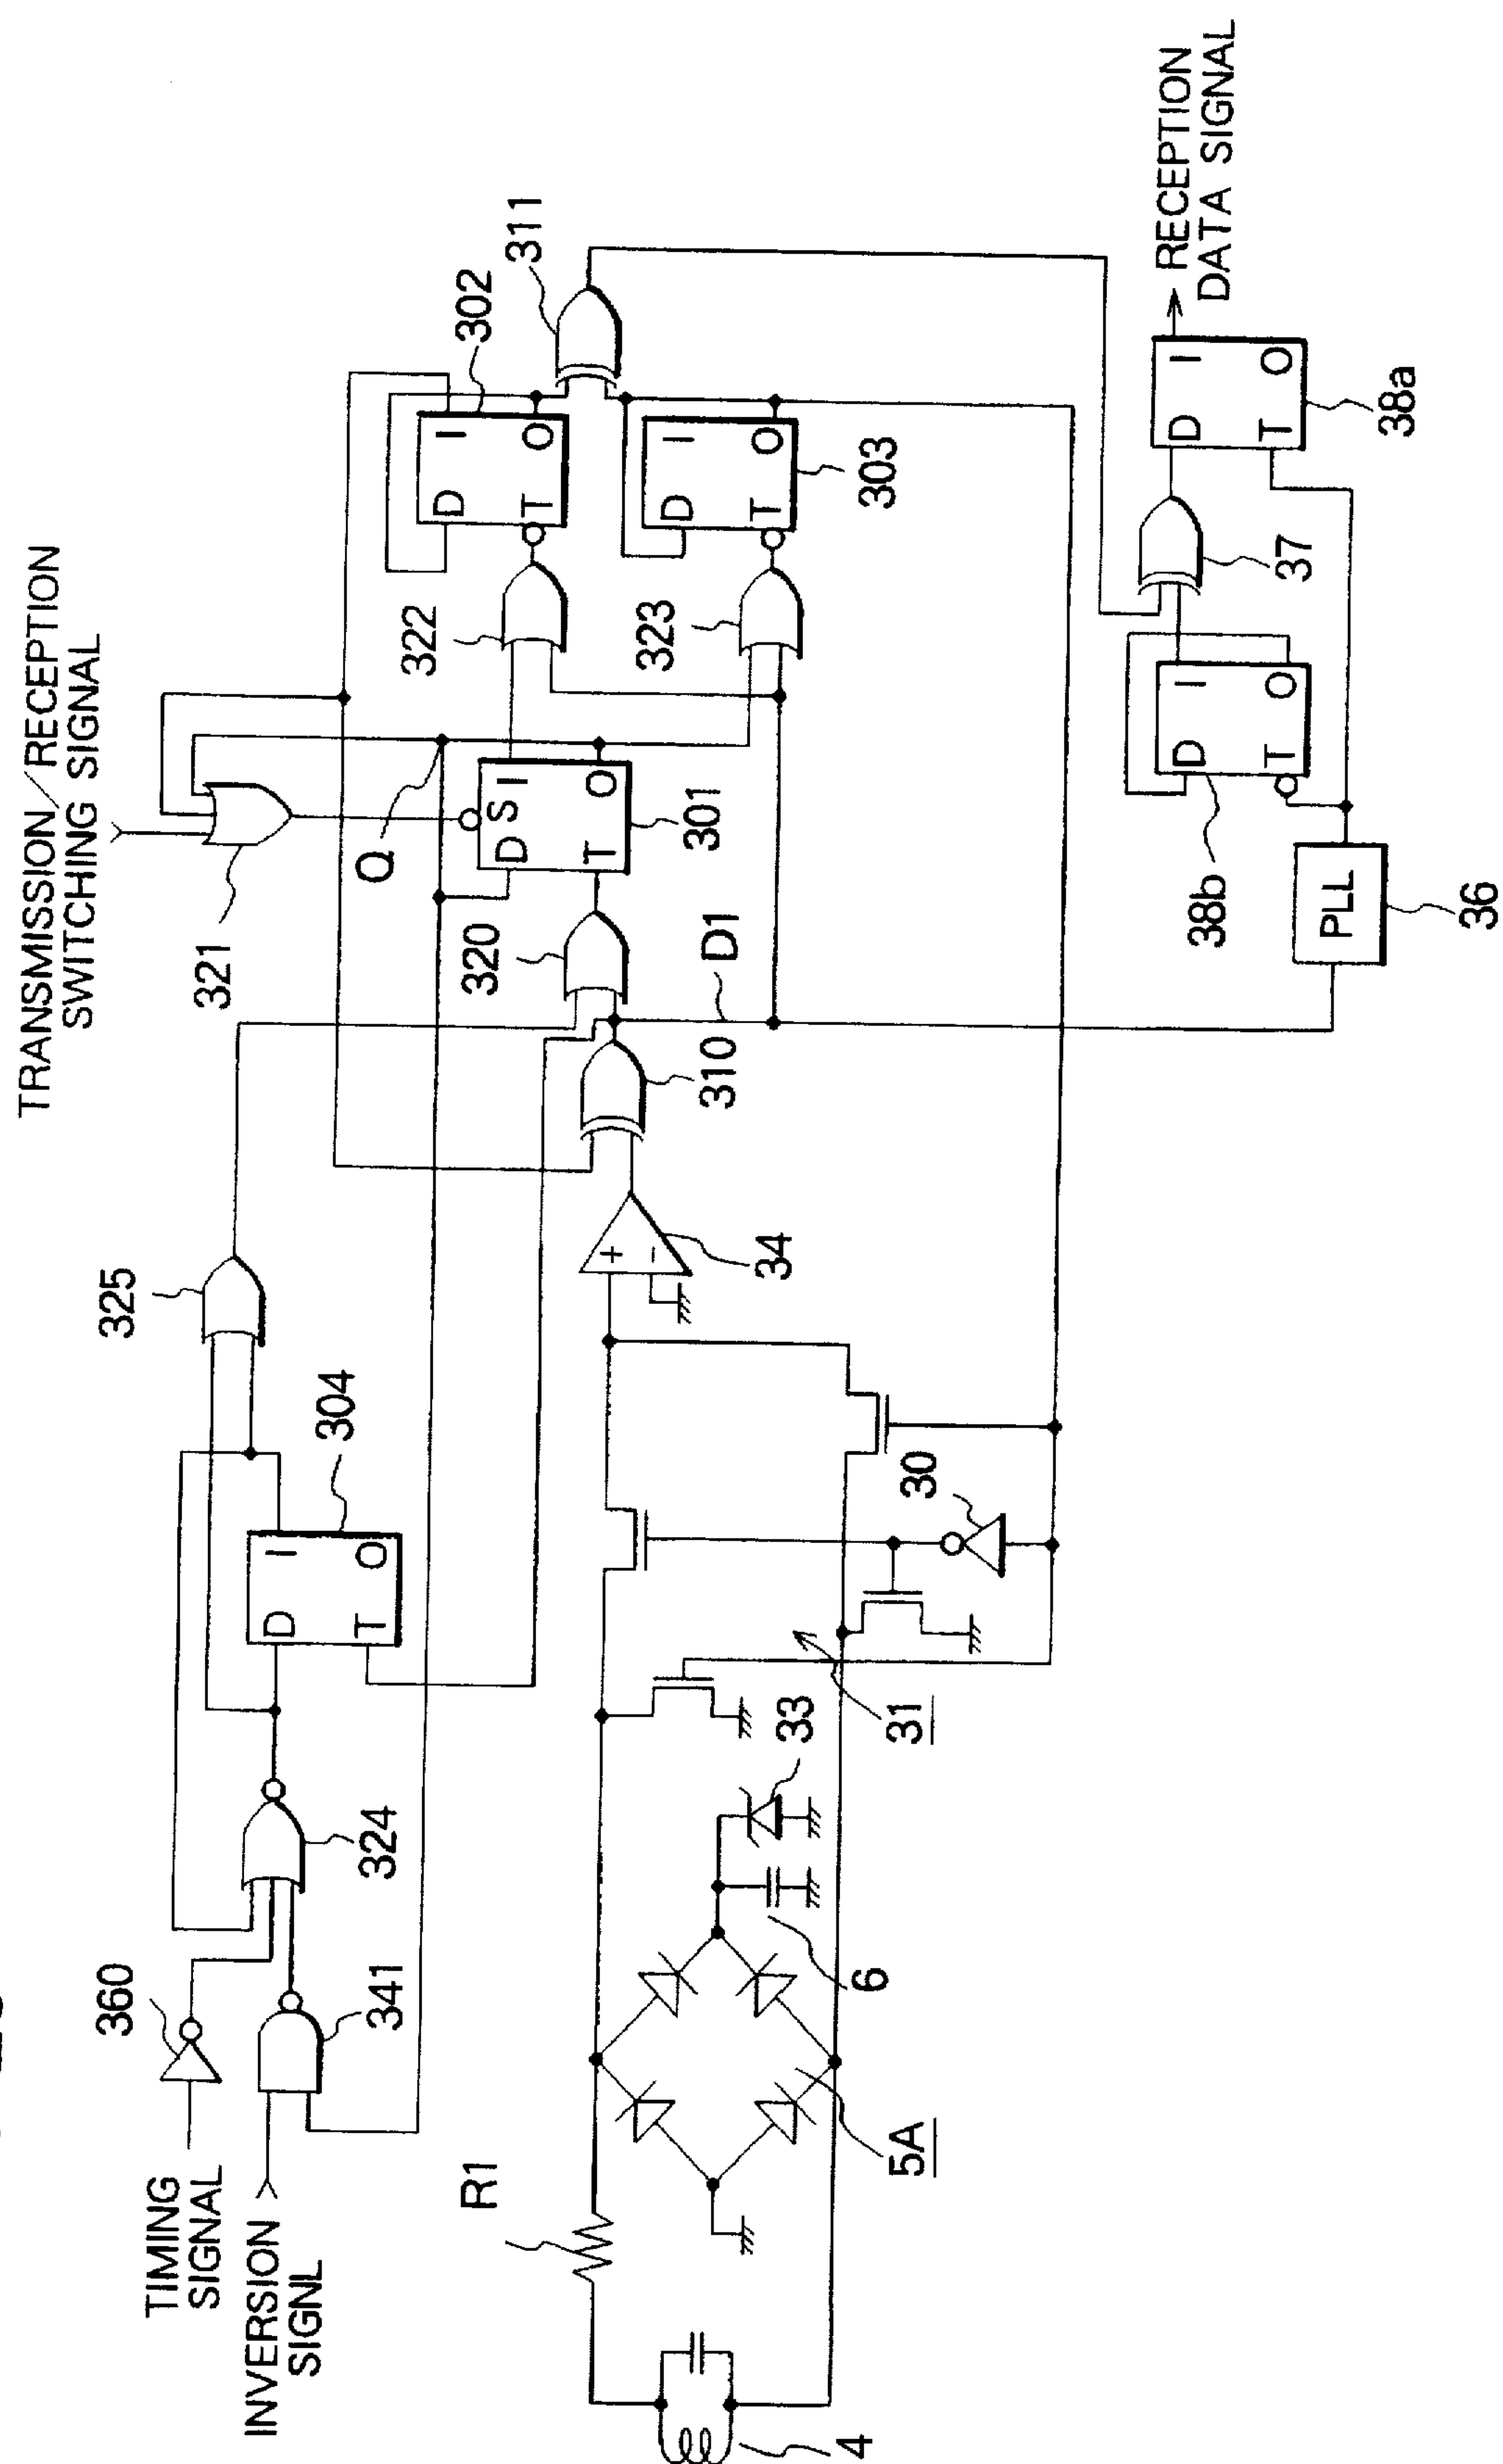 TRANSMISSION/RECEPTION
SWITCHING SIGNAL
TIMING
SIGNAL
INVERSION
SIGNL
360
341
324
304
D
I
T
O
325
321
Q
320
D1
310
34
+
−
301
D
S
I
T
O
322
323
302
D
I
T
O
303
D
I
T
O
311
4
R1
5A
6
33
31
30
PLL
36
38b
D
I
T
O
37
38a
D
I
T
O
RECEPTION
DATA SIGNAL